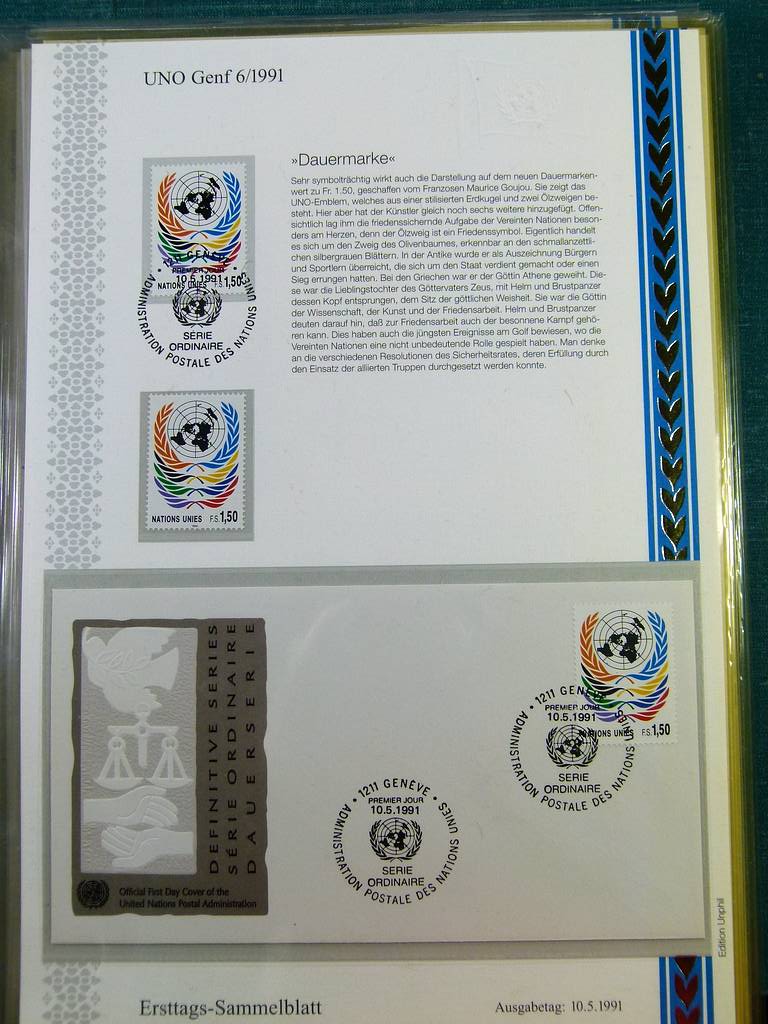 UNO Genf 6/1991
»Dauermarke«
Sehr symbolträchtig wirkt auch die Darstellung auf dem neuen Dauermarken-
wert zu Fr. 1.50, geschaffen vom Franzosen Maurice Goujou. Sie zeigt das
UNO-Emblem, welches aus einer stilisierten Erdkugel und zwei Ölzweigen be-
steht. Hier aber hat der Künstler gleich noch sechs weitere hinzugefügt. Offen-
sichtlich lag ihm die friedenssichernde Aufgabe der Vereinten Nationen beson-
ders am Herzen, denn der Ölzweig ist ein Friedenssymbol. Eigentlich handelt
es sich um den Zweig des Olivenbaumes, erkennbar an den schmallanzettli-
chen silbergrauen Blättern. In der Antike wurde er als Auszeichnung Bürgern
und Sportlern überreicht, die sich um den Staat verdient gemacht oder einen
Sieg errungen hatten. Bei den Griechen war er der Göttin Athene geweiht. Die-
se war die Lieblingstochter des Göttervaters Zeus, mit Helm und Brustpanzer
dessen Kopf entsprungen, dem Sitz der göttlichen Weisheit. Sie war die Göttin
der Wissenschaft, der Kunst und der Friedensarbeit. Helm und Brustpanzer
deuten darauf hin, daß zur Friedensarbeit auch der besonnene Kampf gehö-
ren kann. Dies haben auch die jüngsten Ereignisse am Golf bewiesen, wo die
Vereinten Nationen eine nicht unbedeutende Rolle gespielt haben. Man denke
an die verschiedenen Resolutionen des Sicherheitsrates, deren Erfüllung durch
den Einsatz der alliierten Truppen durchgesetzt werden konnte.
1211 GENÈVE
PREMIER JOUR
10.5.1991
NATIONS UNIES F.S. 1,50
SÉRIE
ORDINAIRE
ADMINISTRATION POSTALE DES NATIONS UNIES
NATIONS UNIES F.S. 1,50
DEFINITIVE SERIES
SÉRIE ORDINAIRE
DAUERSERIE
Official First Day Cover of the
United Nations Postal Administration
1211 GENÈVE
PREMIER JOUR
10.5.1991
SÉRIE
ORDINAIRE
ADMINISTRATION POSTALE DES NATIONS UNIES
1211 GENÈVE
PREMIER JOUR
10.5.1991
NATIONS UNIES F.S. 1,50
SÉRIE
ORDINAIRE
ADMINISTRATION POSTALE DES NATIONS UNIES
Edition Unphil
Ersttags-Sammelblatt
Ausgabetag: 10.5.1991